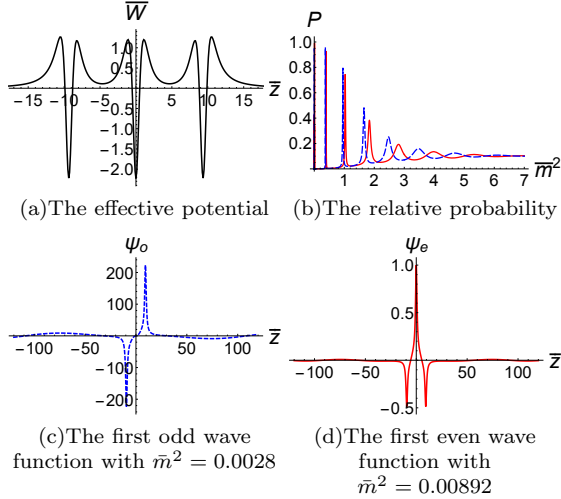 W̅
1.0
0.5
−15 −10 −5 0 5 10 15 z̅
−0.5
−1.0
−1.5
−2.0
(a)The effective potential
P
1.0
0.8
0.6
0.4
0.2
1 2 3 4 5 6 7 m̅²
(b)The relative probability
ψₒ
200
100
−100 −50 50 100 z̅
−100
−200
(c)The first odd wave
function with m̄² = 0.0028
ψₑ
1.0
0.5
−100 −50 0 50 100 z̅
−0.5
(d)The first even wave
function with
m̄² = 0.00892